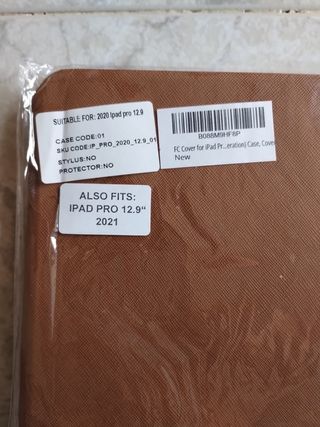 SUITABLE FOR: 2020 Ipad pro 12.9
CASE CODE:01
SKU CODE:IP_PRO_2020_12.9_01
STYLUS:NO
PROTECTOR:NO
B088M9HF8P
FC Cover for iPad Pr...eration] Case, Cover
New
ALSO FITS:
IPAD PRO 12.9“
2021